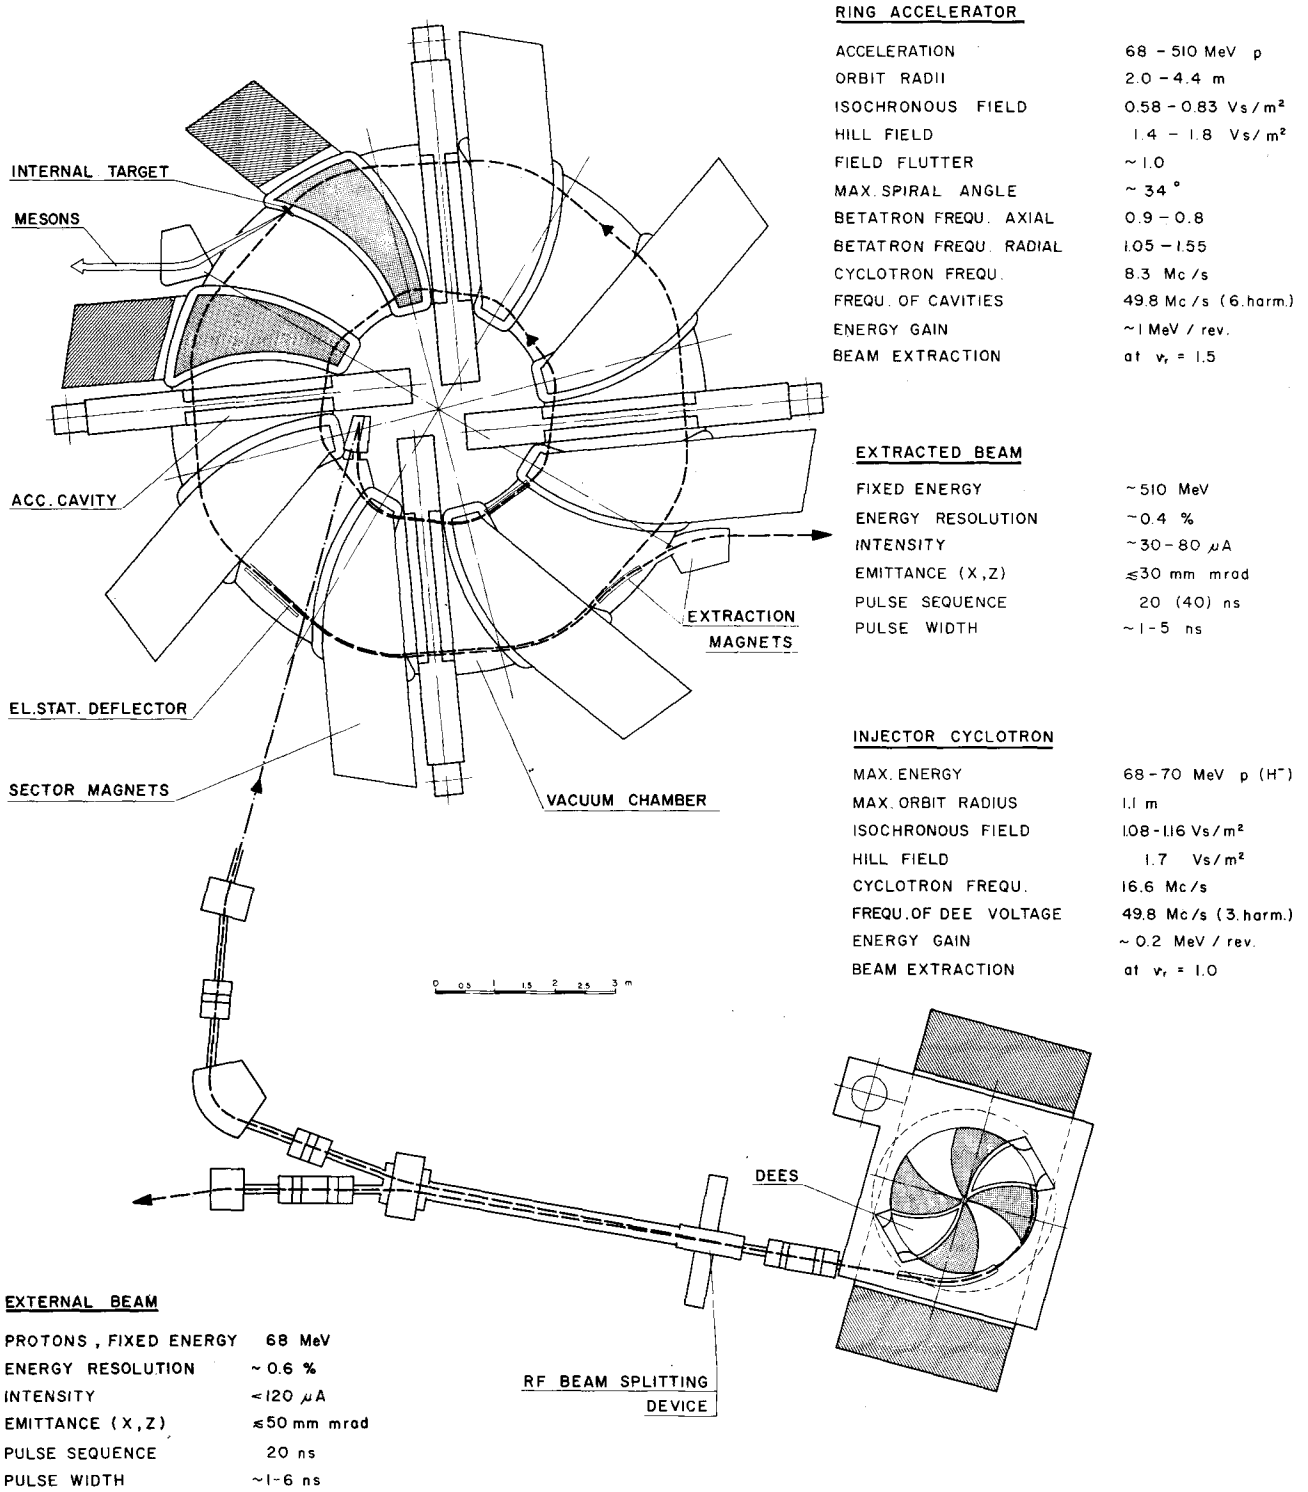 RING ACCELERATOR
ACCELERATION 68 - 510 MeV p
ORBIT RADII 2.0 - 4.4 m
ISOCHRONOUS FIELD 0.58 - 0.83 Vs/m²
HILL FIELD 1.4 - 1.8 Vs/m²
FIELD FLUTTER ~ 1.0
MAX. SPIRAL ANGLE ~ 34°
BETATRON FREQU. AXIAL 0.9 - 0.8
BETATRON FREQU. RADIAL 1.05 - 1.55
CYCLOTRON FREQU. 8.3 Mc/s
FREQU. OF CAVITIES 49.8 Mc/s (6.harm.)
ENERGY GAIN ~ 1 MeV / rev.
BEAM EXTRACTION at νᵣ = 1.5
INTERNAL TARGET
MESONS
ACC. CAVITY
EL.STAT. DEFLECTOR
SECTOR MAGNETS
VACUUM CHAMBER
EXTRACTION
MAGNETS
EXTRACTED BEAM
FIXED ENERGY ~ 510 MeV
ENERGY RESOLUTION ~ 0.4 %
INTENSITY ~ 30 - 80 μA
EMITTANCE (X,Z) ≲ 30 mm mrad
PULSE SEQUENCE 20 (40) ns
PULSE WIDTH ~ 1-5 ns
INJECTOR CYCLOTRON
MAX. ENERGY 68 - 70 MeV p (H⁻)
MAX. ORBIT RADIUS 1.1 m
ISOCHRONOUS FIELD 1.08 - 1.16 Vs/m²
HILL FIELD 1.7 Vs/m²
CYCLOTRON FREQU. 16.6 Mc/s
FREQU. OF DEE VOLTAGE 49.8 Mc/s (3.harm.)
ENERGY GAIN ~ 0.2 MeV / rev.
BEAM EXTRACTION at νᵣ = 1.0
0 0.5 1 1.5 2 2.5 3 m
DEES
RF BEAM SPLITTING
DEVICE
EXTERNAL BEAM
PROTONS, FIXED ENERGY 68 MeV
ENERGY RESOLUTION ~ 0.6 %
INTENSITY < 120 μA
EMITTANCE (X,Z) ≲ 50 mm mrad
PULSE SEQUENCE 20 ns
PULSE WIDTH ~ 1-6 ns